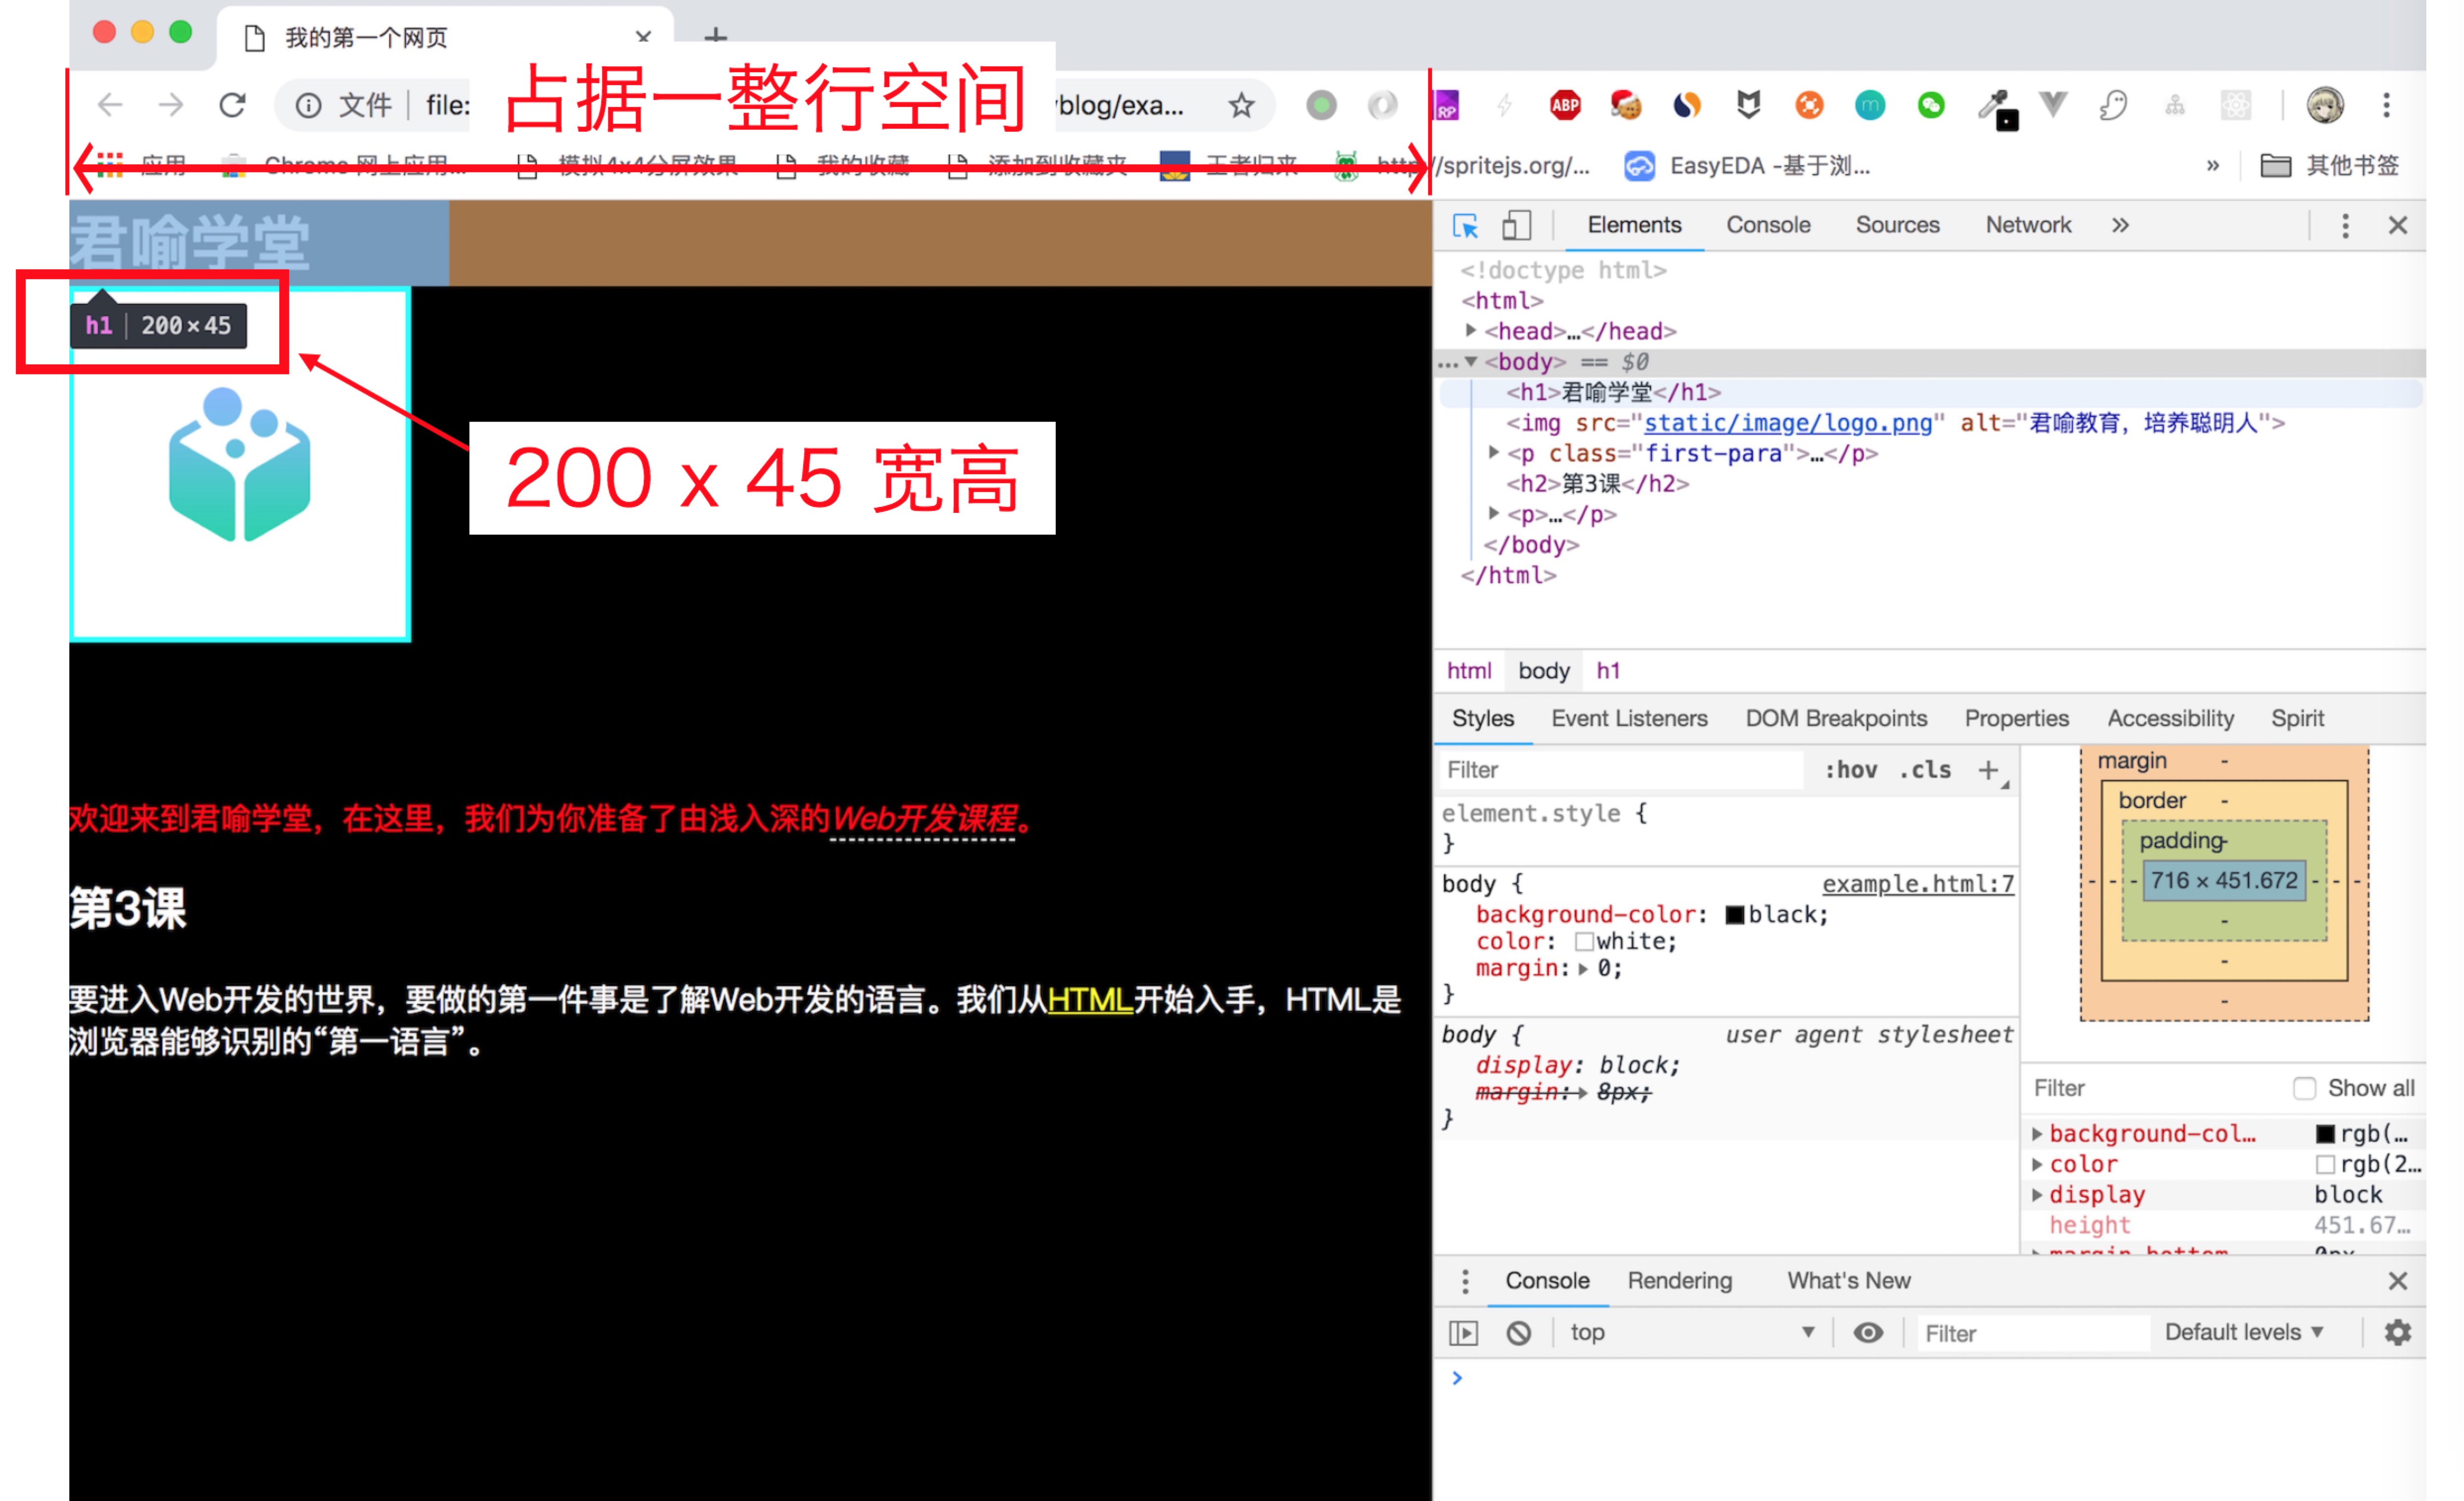 我的第一个网页
占据一整行空间
文件 file: blog/exa...
应用 Chrome 网上应用... 模拟4x4分屏效果 我的收藏 添加到收藏夹 王者归来 http://spritejs.org/... EasyEDA -基于浏... » 其他书签
RP
ABP
m
君喻学堂
h1 200×45
200 x 45 宽高
欢迎来到君喻学堂，在这里，我们为你准备了由浅入深的Web开发课程。
第3课
要进入Web开发的世界，要做的第一件事是了解Web开发的语言。我们从HTML开始入手，HTML是
浏览器能够识别的“第一语言”。
Elements Console Sources Network »
<!doctype html>
<html>
<head>…</head>
…<body> == $0
<h1>君喻学堂</h1>
<img src="static/image/logo.png" alt="君喻教育，培养聪明人">
<p class="first-para">…</p>
<h2>第3课</h2>
<p>…</p>
</body>
</html>
html body h1
Styles Event Listeners DOM Breakpoints Properties Accessibility Spirit
Filter :hov .cls +
element.style {
}
body { example.html:7
background-color: black;
color: white;
margin: 0;
}
body { user agent stylesheet
display: block;
margin: 8px;
}
margin -
border -
padding-
- - - 716 × 451.672 - - -
-
-
-
Filter Show all
background-col… rgb(…
color rgb(2…
display block
height 451.67…
margin-bottom 0px
Console Rendering What's New
top Filter Default levels
>